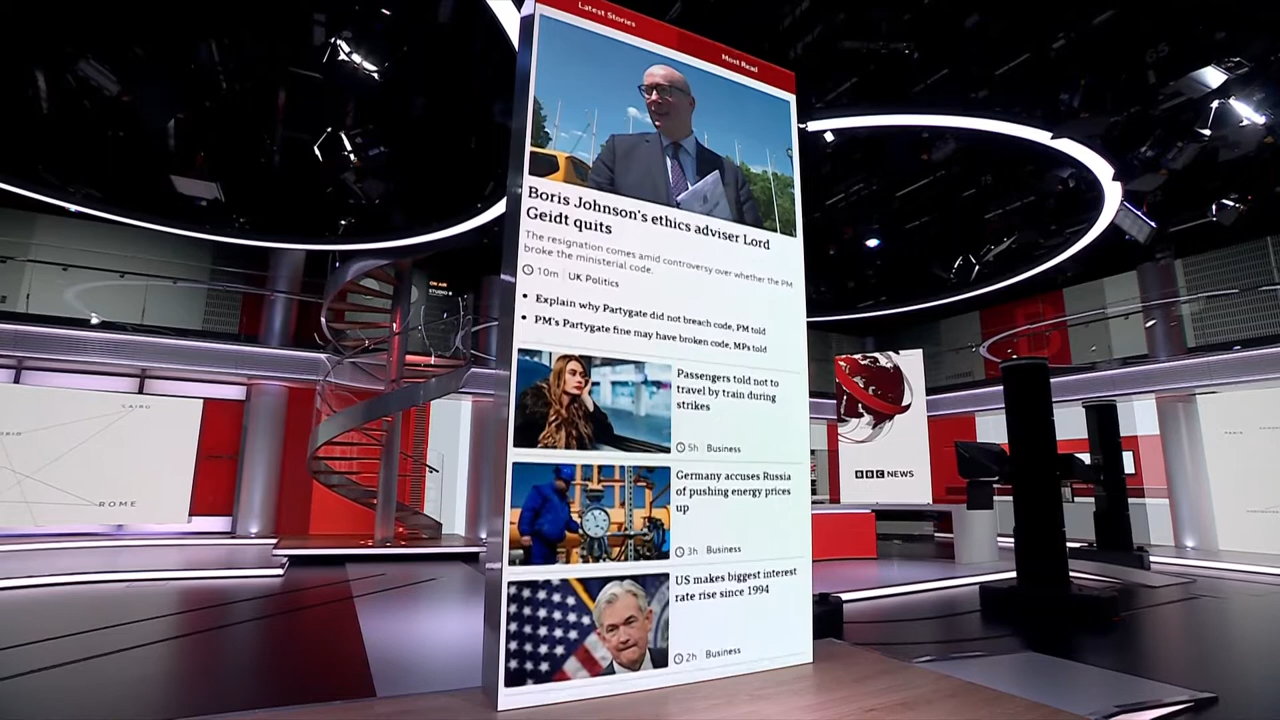 Latest Stories
Most Read
Boris Johnson's ethics adviser Lord
Geidt quits
The resignation comes amid controversy over whether the PM
broke the ministerial code.
10m UK Politics
Explain why Partygate did not breach code, PM told
PM's Partygate fine may have broken code, MPs told
Passengers told not to
travel by train during
strikes
5h Business
Germany accuses Russia
of pushing energy prices
up
3h Business
US makes biggest interest
rate rise since 1994
2h Business
ON AIR
STUDIO B
CAIRO
ROME
BBC NEWS
PARIS